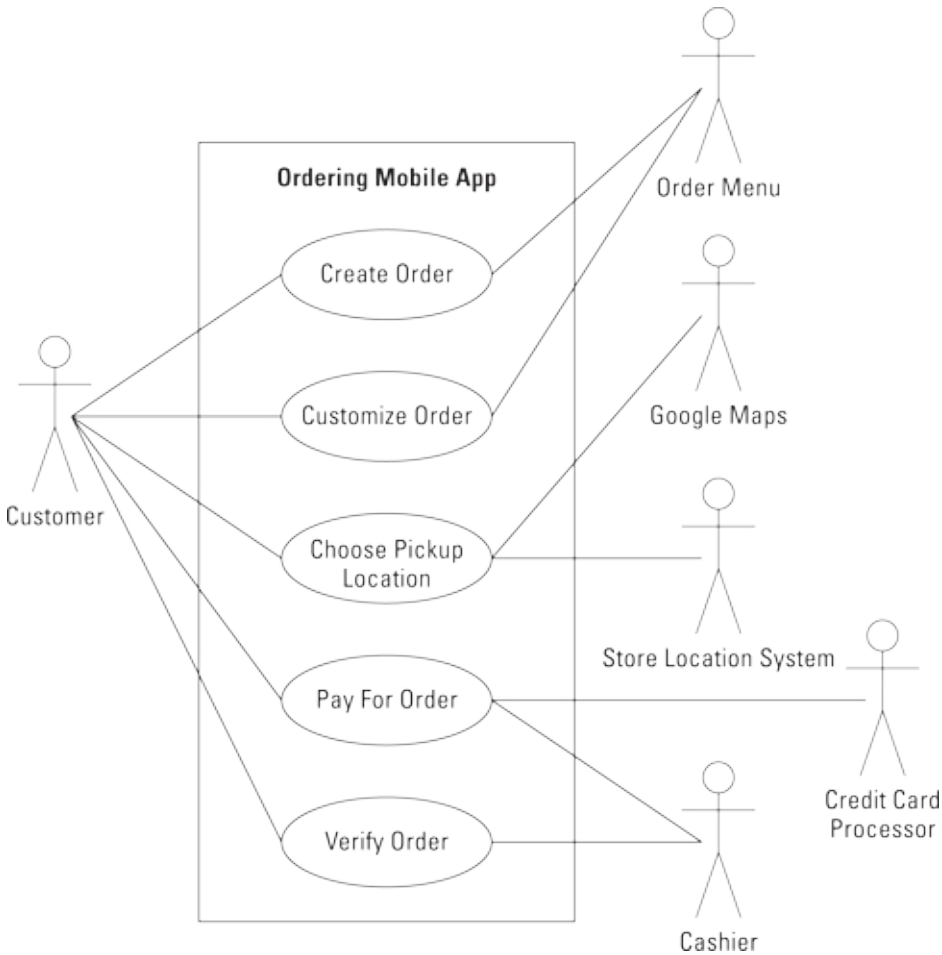 Ordering Mobile App
Order Menu
Create Order
Google Maps
Customize Order
Customer
Choose Pickup
Location
Store Location System
Pay For Order
Credit Card
Processor
Verify Order
Cashier